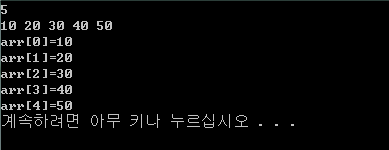 5
10 20 30 40 50
arr[0]=10
arr[1]=20
arr[2]=30
arr[3]=40
arr[4]=50
계속하려면 아무 키나 누르십시오 . . .